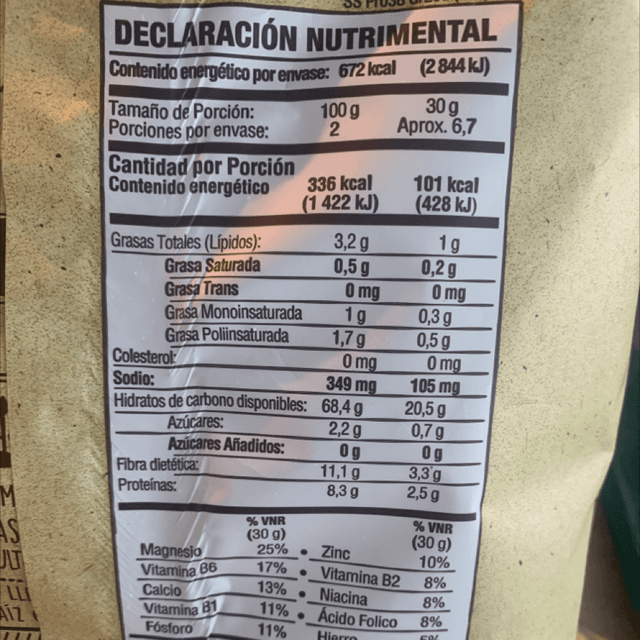 DECLARACIÓN NUTRIMENTAL
Contenido energético por envase: 672 kcal (2 844 kJ)
Tamaño de Porción: 100 g 30 g
Porciones por envase: 2 Aprox. 6,7
Cantidad por Porción
Contenido energético 336 kcal 101 kcal
(1 422 kJ) (428 kJ)
Grasas Totales (Lípidos): 3,2 g 1 g
Grasa Saturada 0,5 g 0,2 g
Grasa Trans 0 mg 0 mg
Grasa Monoinsaturada 1 g 0,3 g
Grasa Poliinsaturada 1,7 g 0,5 g
Colesterol: 0 mg 0 mg
Sodio: 349 mg 105 mg
Hidratos de carbono disponibles: 68,4 g 20,5 g
Azúcares: 2,2 g 0,7 g
Azúcares Añadidos: 0 g 0 g
Fibra dietética: 11,1 g 3,3 g
Proteínas: 8,3 g 2,5 g
% VNR % VNR
(30 g) (30 g)
Magnesio 25% • Zinc 10%
Vitamina B6 17% • Vitamina B2 8%
Calcio 13% • Niacina 8%
Vitamina B1 11% • Ácido Folico 8%
Fósforo 11% Hierro